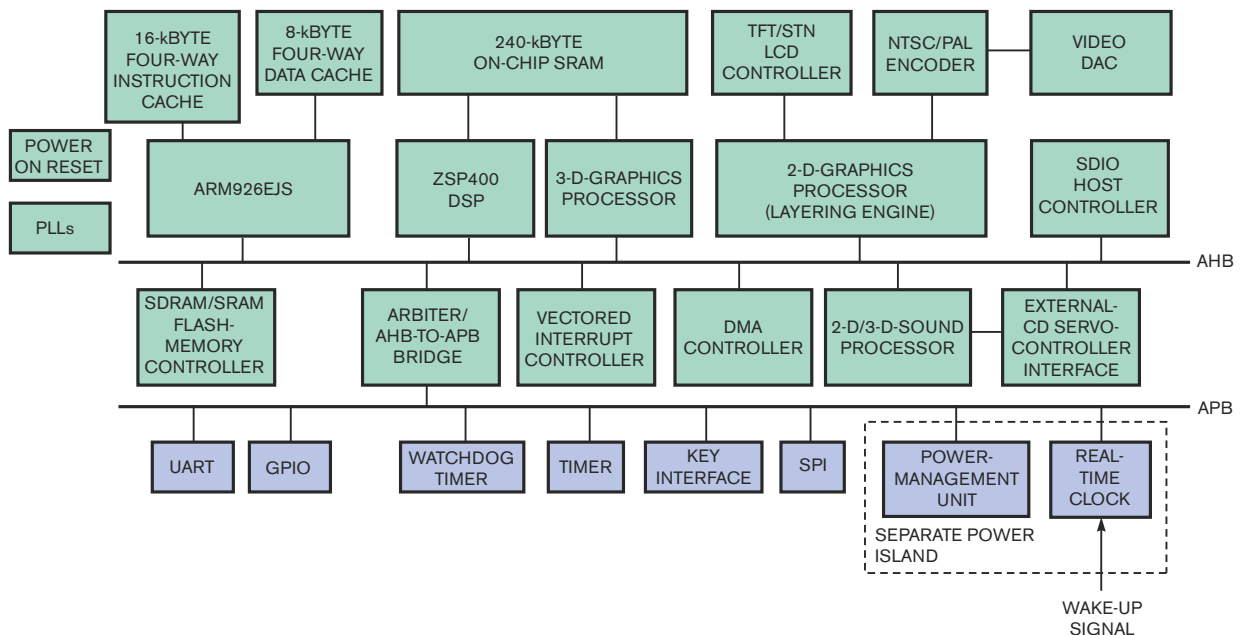 16-kBYTE
FOUR-WAY
INSTRUCTION
CACHE
8-kBYTE
FOUR-WAY
DATA CACHE
240-kBYTE
ON-CHIP SRAM
TFT/STN
LCD
CONTROLLER
NTSC/PAL
ENCODER
VIDEO
DAC
POWER
ON RESET
PLLs
ARM926EJS
ZSP400
DSP
3-D-GRAPHICS
PROCESSOR
2-D-GRAPHICS
PROCESSOR
(LAYERING ENGINE)
SDIO
HOST
CONTROLLER
AHB
SDRAM/SRAM
FLASH-
MEMORY
CONTROLLER
ARBITER/
AHB-TO-APB
BRIDGE
VECTORED
INTERRUPT
CONTROLLER
DMA
CONTROLLER
2-D/3-D-SOUND
PROCESSOR
EXTERNAL-
CD SERVO-
CONTROLLER
INTERFACE
APB
UART
GPIO
WATCHDOG
TIMER
TIMER
KEY
INTERFACE
SPI
POWER-
MANAGEMENT
UNIT
REAL-
TIME
CLOCK
SEPARATE POWER
ISLAND
WAKE-UP
SIGNAL